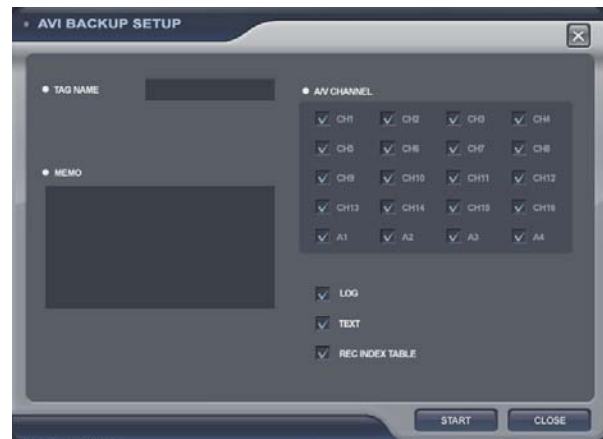 AVI BACKUP SETUP
TAG NAME
A/V CHANNEL
CH1 CH2 CH3 CH4
CH5 CH6 CH7 CH8
MEMO
CH9 CH10 CH11 CH12
CH13 CH14 CH15 CH16
A1 A2 A3 A4
LOG
TEXT
REC INDEX TABLE
START CLOSE